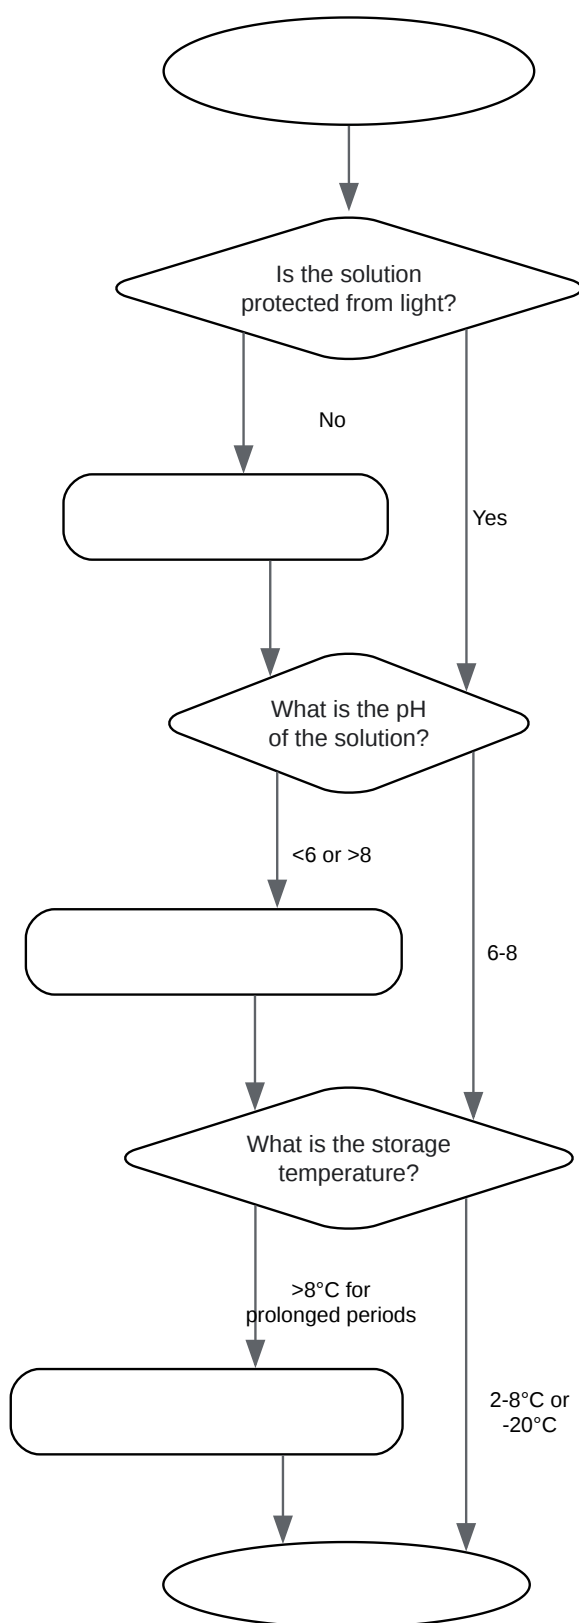 Is the solution
protected from light?
No
Yes
What is the pH
of the solution?
<6 or >8
6-8
What is the storage
temperature?
>8°C for
prolonged periods
2-8°C or
-20°C